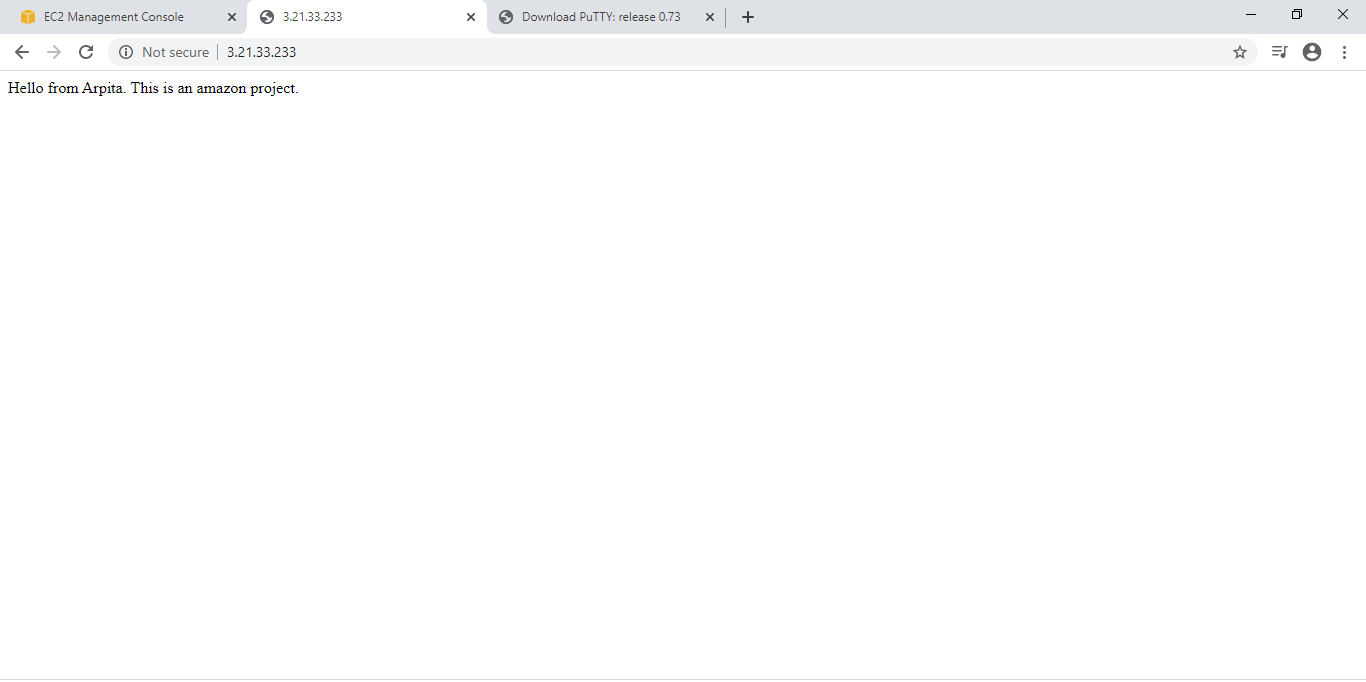 EC2 Management Console
3.21.33.233
Download PuTTY: release 0.73
Not secure
3.21.33.233
Hello from Arpita. This is an amazon project.